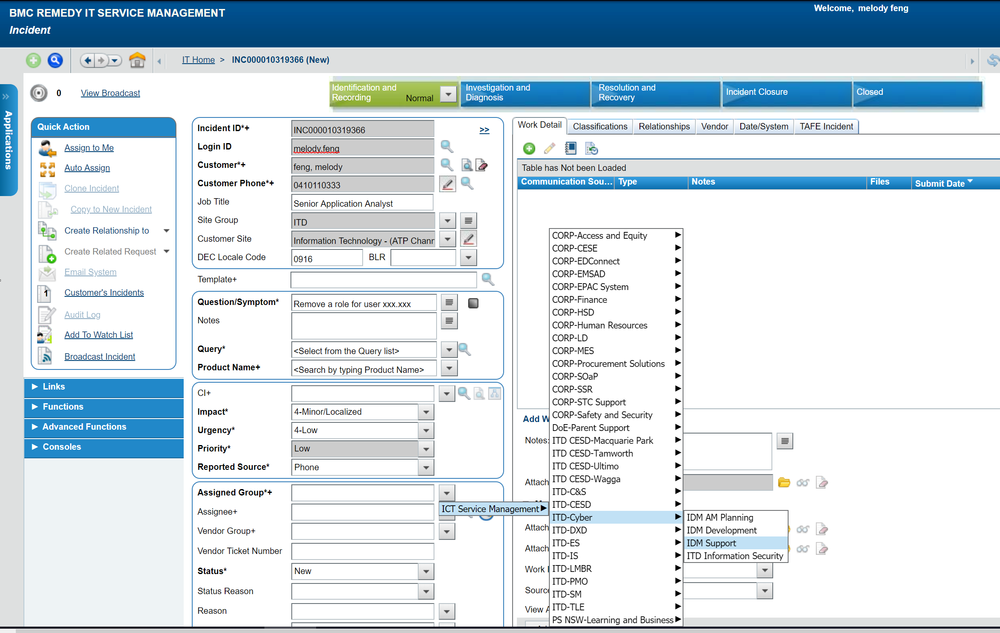 BMC REMEDY IT SERVICE MANAGEMENT
Welcome, melody feng
Incident
IT Home > INC000010319366 (New)
Applications
0
View Broadcast
Identification and Recording
Normal
Investigation and Diagnosis
Resolution and Recovery
Incident Closure
Closed
Quick Action
Assign to Me
Auto Assign
Clone Incident
Copy to New Incident
Create Relationship to
Create Related Request
Email System
1
Customer's Incidents
Audit Log
Add To Watch List
Broadcast Incident
Links
Functions
Advanced Functions
Consoles
Incident ID*+ INC000010319366 >>
Login ID melody.feng
Customer*+ feng, melody
Customer Phone*+ 0410110333
Job Title Senior Application Analyst
Site Group ITD
Customer Site Information Technology - (ATP Chanr
DEC Locale Code 0916 BLR
Template+
Question/Symptom* Remove a role for user xxx.xxx
Notes
Query* <Select from the Query list>
Product Name+ <Search by typing Product Name>
CI+
Impact* 4-Minor/Localized
Urgency* 4-Low
Priority* Low
Reported Source* Phone
Assigned Group*+
Assignee+
Vendor Group+
Vendor Ticket Number
Status* New
Status Reason
Reason
ICT Service Management
Work Detail
Classifications
Relationships
Vendor
Date/System
TAFE Incident
Table has Not been Loaded
Communication Sou... Type Notes Files Submit Date
CORP-Access and Equity
CORP-CESE
CORP-EDConnect
CORP-EMSAD
CORP-EPAC System
CORP-Finance
CORP-HSD
CORP-Human Resources
CORP-LD
CORP-MES
CORP-Procurement Solutions
CORP-SOaP
CORP-SSR
CORP-STC Support
CORP-Safety and Security
DoE-Parent Support
ITD CESD-Macquarie Park
ITD CESD-Tamworth
ITD CESD-Ultimo
ITD CESD-Wagga
ITD-C&S
ITD-CESD
ITD-Cyber
ITD-DXD
ITD-ES
ITD-IS
ITD-LMBR
ITD-PMO
ITD-SM
ITD-TLE
PS NSW-Learning and Business
IDM AM Planning
IDM Development
IDM Support
ITD Information Security
Add W
Notes:
Attach
Attach
Attach
Work I
Source
View A